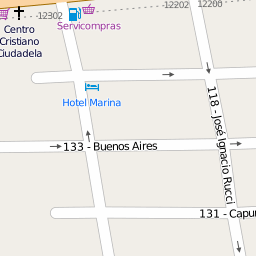 12302
12202
12200
Servicompras
Centro
Cristiano
Ciudadela
Hotel Marina
118 - José Ignacio Rucci
133 - Buenos Aires
131 - Capu